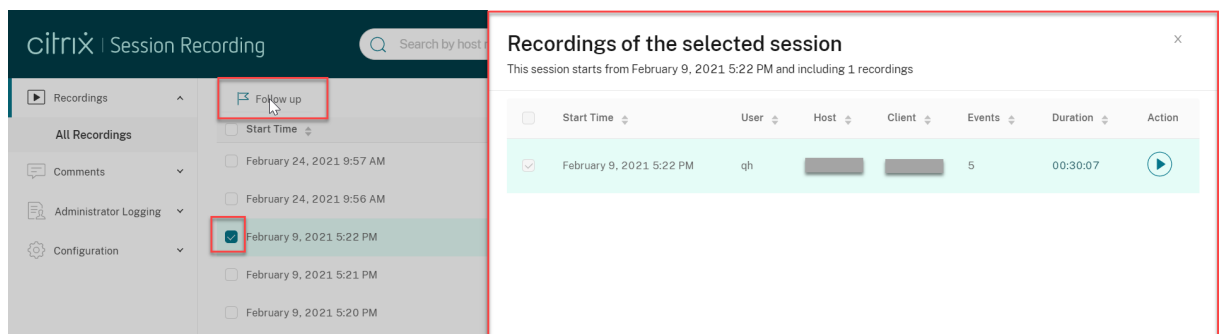 citrix | Session Recording
Search by host
Recordings
All Recordings
Comments
Administrator Logging
Configuration
Follow up
Start Time
February 24, 2021 9:57 AM
February 24, 2021 9:56 AM
February 9, 2021 5:22 PM
February 9, 2021 5:21 PM
February 9, 2021 5:20 PM
Recordings of the selected session
This session starts from February 9, 2021 5:22 PM and including 1 recordings
Start Time User Host Client Events Duration Action
February 9, 2021 5:22 PM qh 5 00:30:07